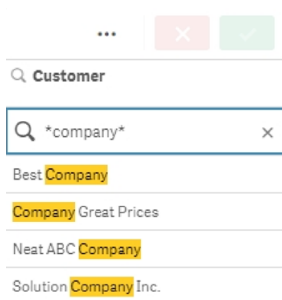 Customer
*company*
Best Company
Company Great Prices
Neat ABC Company
Solution Company Inc.